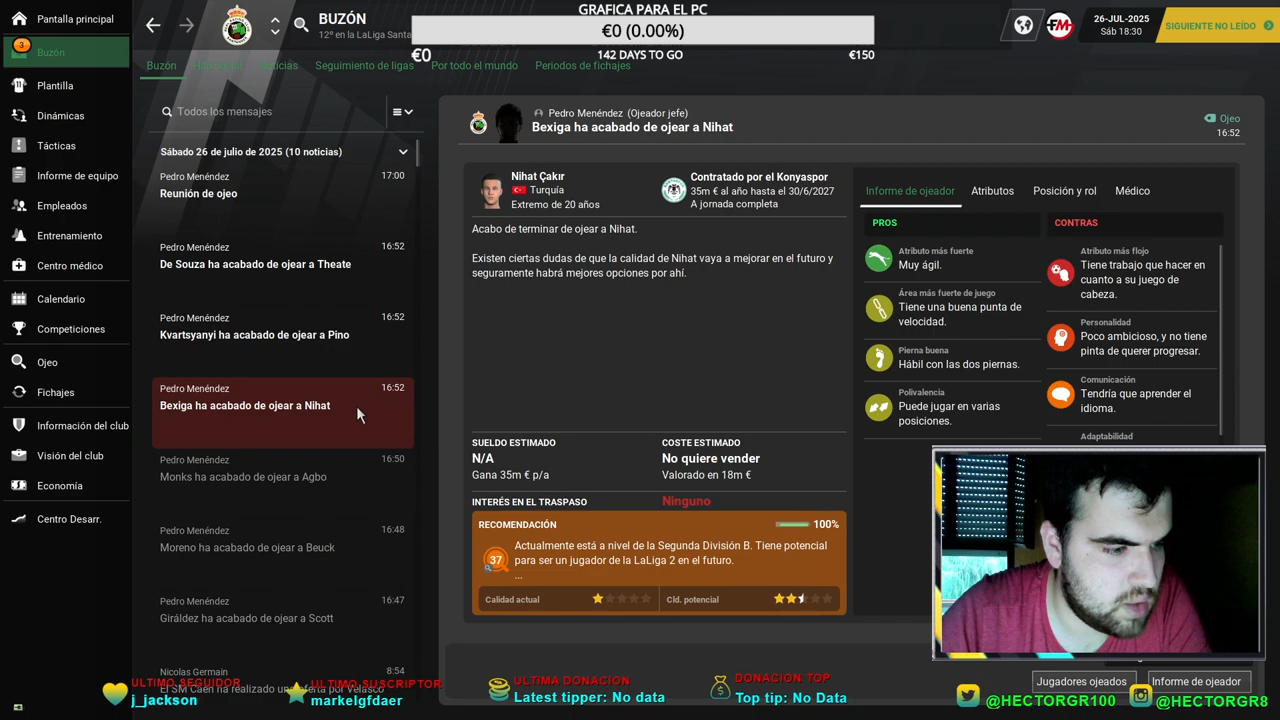 Pantalla principal
3
Buzón
Plantilla
Dinámicas
Tácticas
Informe de equipo
Empleados
Entrenamiento
Centro médico
Calendario
Competiciones
Ojeo
Fichajes
Información del club
Visión del club
Economía
Centro Desarr.
BUZÓN
12º en la LaLiga Santa
GRAFICA PARA EL PC
€0 (0.00%)
€0
142 DAYS TO GO
€150
FM
26-JUL-2025
Sáb 18:30
SIGUIENTE NO LEÍDO
Buzón
Noticias
Seguimiento de ligas
Por todo el mundo
Periodos de fichajes
Todos los mensajes
Sábado 26 de julio de 2025 (10 noticias)
Pedro Menéndez 17:00
Reunión de ojeo
Pedro Menéndez 16:52
De Souza ha acabado de ojear a Theate
Pedro Menéndez 16:52
Kvartsyanyi ha acabado de ojear a Pino
Pedro Menéndez 16:52
Bexiga ha acabado de ojear a Nihat
Pedro Menéndez 16:50
Monks ha acabado de ojear a Agbo
Pedro Menéndez 16:48
Moreno ha acabado de ojear a Beuck
Pedro Menéndez 16:47
Giráldez ha acabado de ojear a Scott
Nicolas Germain 8:54
El SM Caen ha realizado una oferta por Velasco
Pedro Menéndez (Ojeador jefe)
Bexiga ha acabado de ojear a Nihat
Ojeo
16:52
Nihat Çakır
Turquía
Extremo de 20 años
Contratado por el Konyaspor
35m € al año hasta el 30/6/2027
A jornada completa
Acabo de terminar de ojear a Nihat.
Existen ciertas dudas de que la calidad de Nihat vaya a mejorar en el futuro y
seguramente habrá mejores opciones por ahí.
SUELDO ESTIMADO
N/A
Gana 35m € p/a
COSTE ESTIMADO
No quiere vender
Valorado en 18m €
INTERÉS EN EL TRASPASO
Ninguno
RECOMENDACIÓN
100%
37
Actualmente está a nivel de la Segunda División B. Tiene potencial
para ser un jugador de la LaLiga 2 en el futuro.
...
Calidad actual
Cld. potencial
Informe de ojeador
Atributos
Posición y rol
Médico
PROS
Atributo más fuerte
Muy ágil.
Área más fuerte de juego
Tiene una buena punta de
velocidad.
Pierna buena
Hábil con las dos piernas.
Polivalencia
Puede jugar en varias
posiciones.
CONTRAS
Atributo más flojo
Tiene trabajo que hacer en
cuanto a su juego de
cabeza.
Personalidad
Poco ambicioso, y no tiene
pinta de querer progresar.
Comunicación
Tendría que aprender el
idioma.
Adaptabilidad
Jugadores ojeados
Informe de ojeador
ULTIMO SEGUIDOR
j_jackson
ULTIMO SUSCRIPTOR
markelgfdaer
ULTIMA DONACION
Latest tipper: No data
DONACION TOP
Top tip: No Data
@HECTORGR100
@HECTORGR8